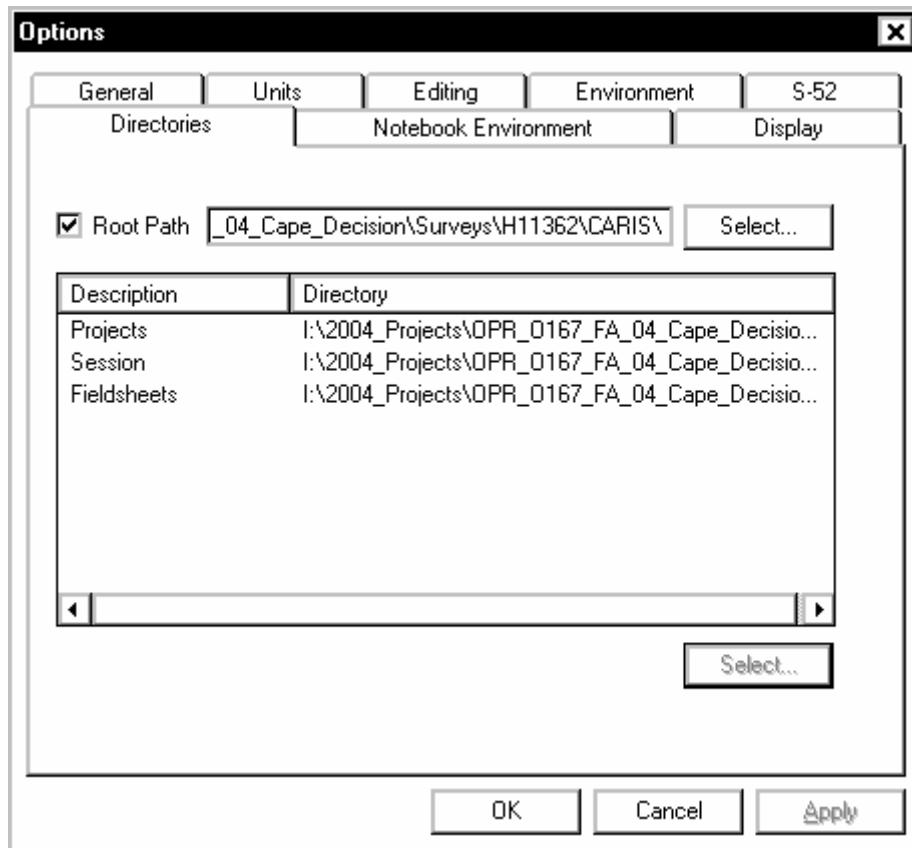 Options
General Units Editing Environment S-52
Directories Notebook Environment Display
Root Path _04_Cape_Decision\Surveys\H11362\CARIS\ Select...
Description Directory
Projects I:\2004_Projects\OPR_O167_FA_04_Cape_Decisio...
Session I:\2004_Projects\OPR_O167_FA_04_Cape_Decisio...
Fieldsheets I:\2004_Projects\OPR_O167_FA_04_Cape_Decisio...
Select...
OK Cancel Apply